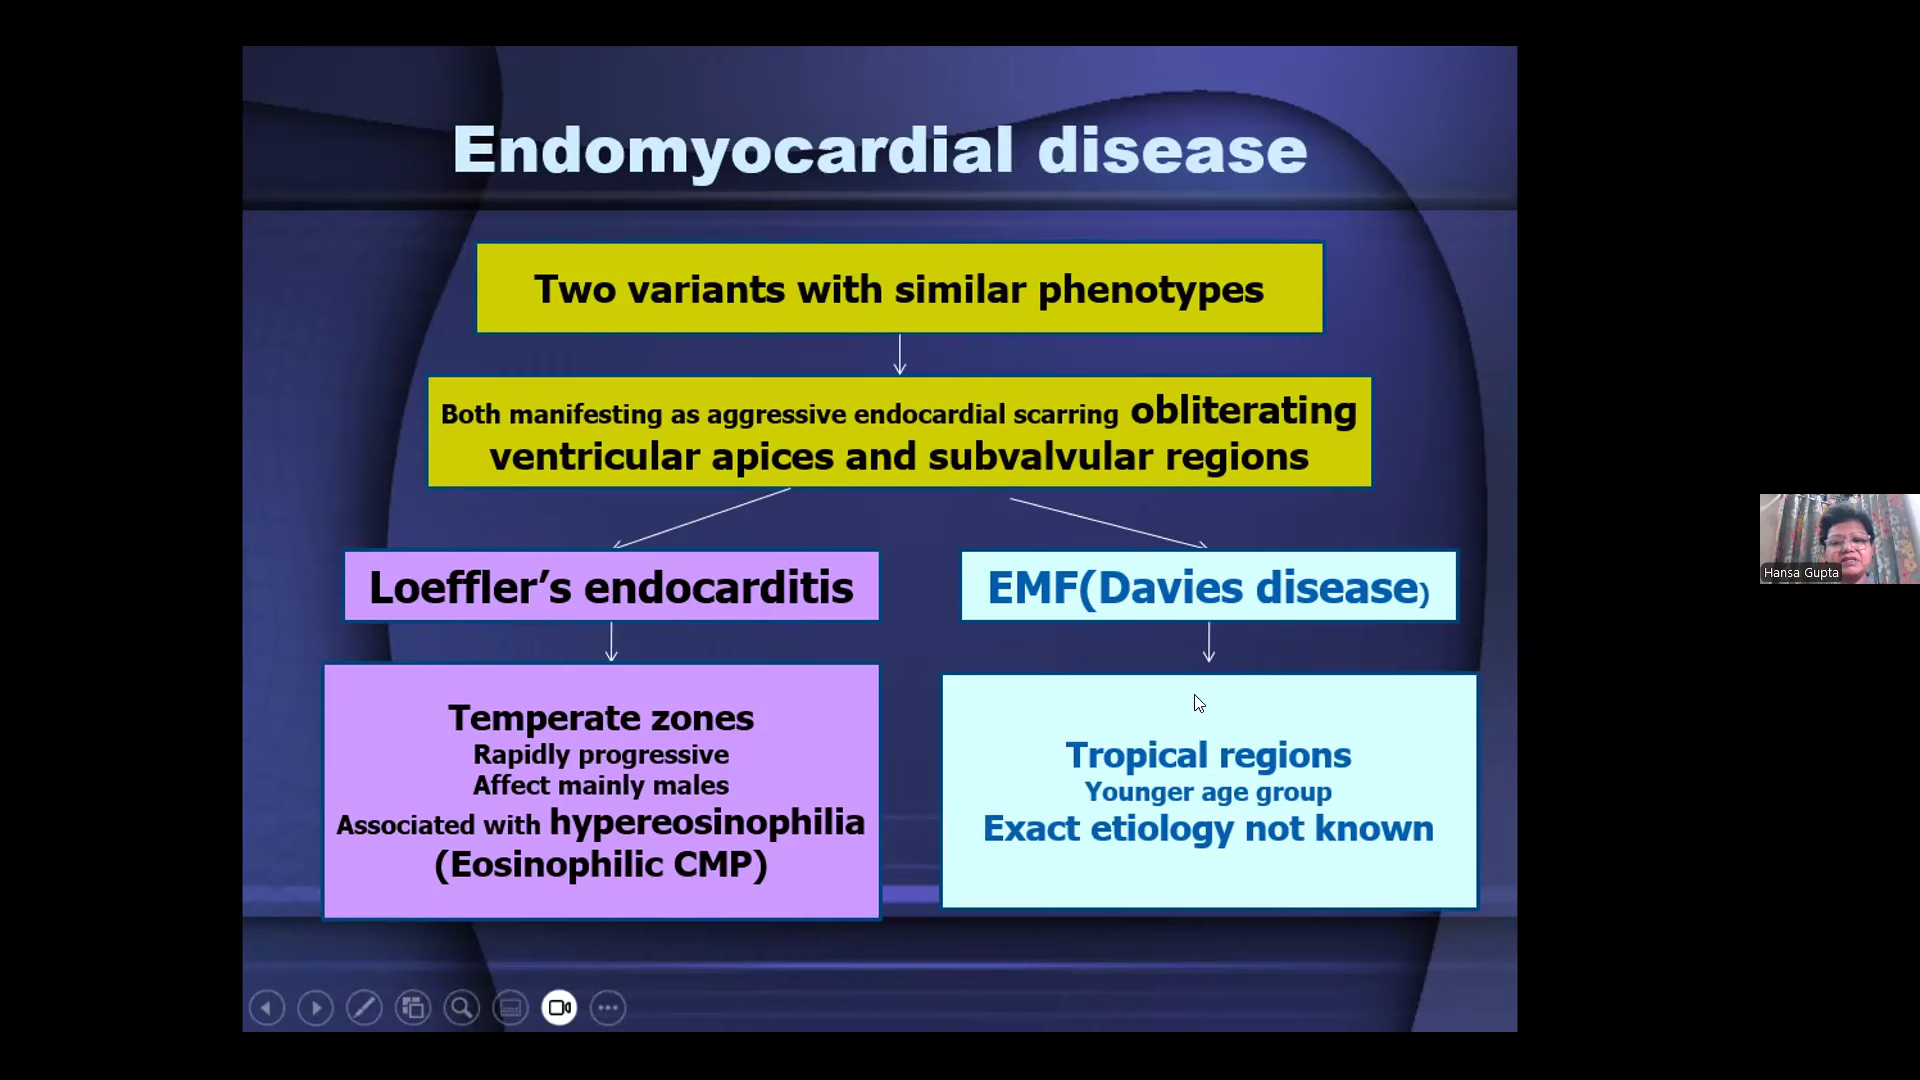 Endomyocardial disease
Two variants with similar phenotypes
Both manifesting as aggressive endocardial scarring obliterating
ventricular apices and subvalvular regions
Loeffler’s endocarditis
EMF(Davies disease)
Temperate zones
Rapidly progressive
Affect mainly males
Associated with hypereosinophilia
(Eosinophilic CMP)
Tropical regions
Younger age group
Exact etiology not known
Hansa Gupta